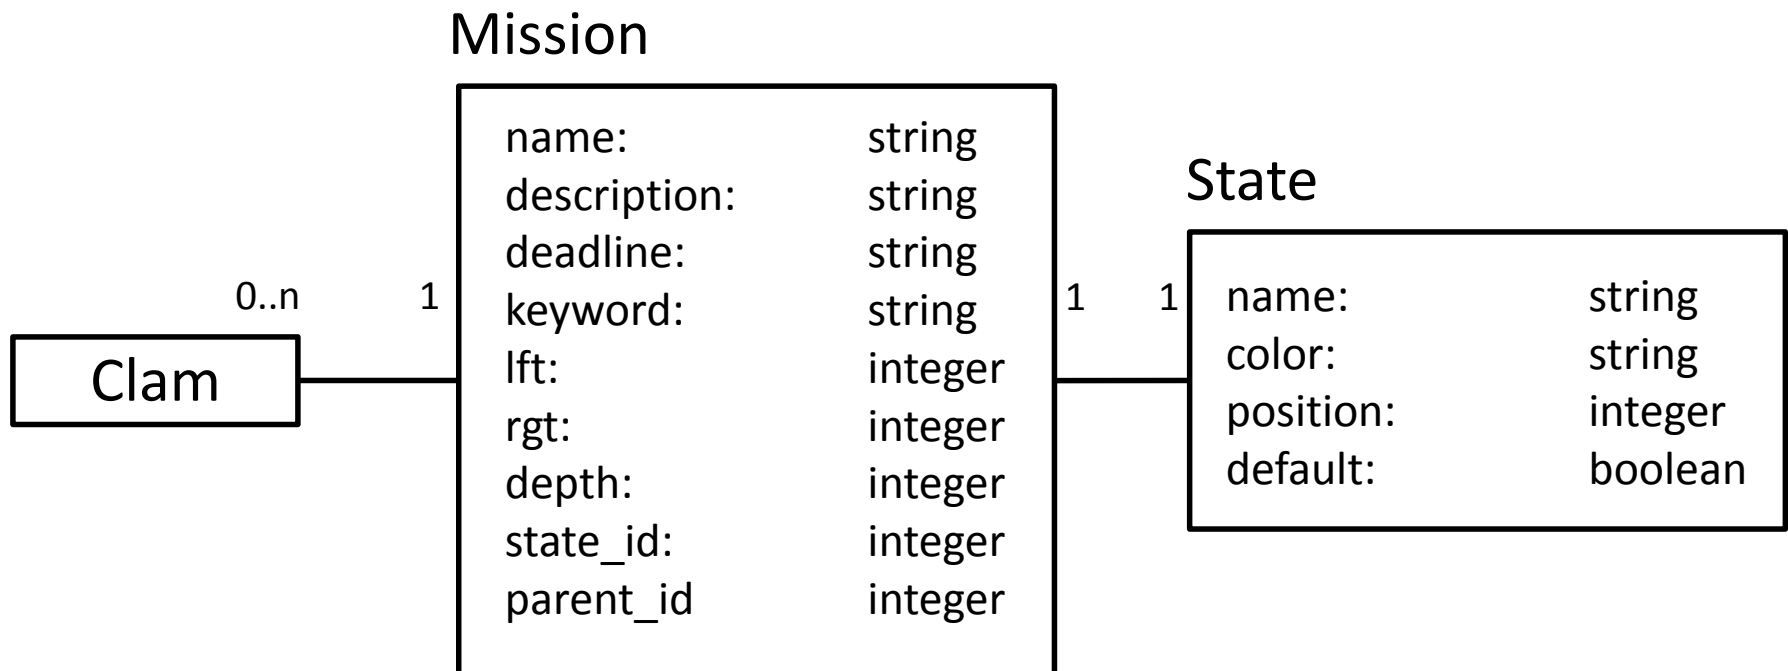 Mission
name: string
description: string
deadline: string
keyword: string
lft: integer
rgt: integer
depth: integer
state_id: integer
parent_id integer
0..n 1
Clam
1 1
State
name: string
color: string
position: integer
default: boolean